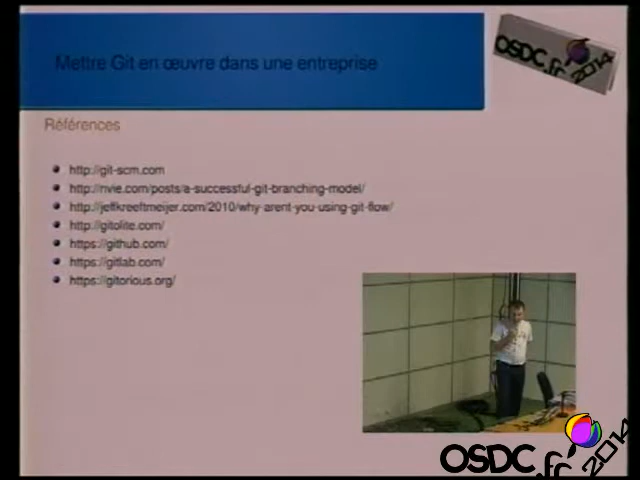 Mettre Git en œuvre dans une entreprise
OSDC.fr 2014
Références
http://git-scm.com
http://nvie.com/posts/a-successful-git-branching-model/
http://jeffkreeftmeijer.com/2010/why-arent-you-using-git-flow/
http://gitolite.com/
https://github.com/
https://gitlab.com/
https://gitorious.org/
OSDC.fr 2014